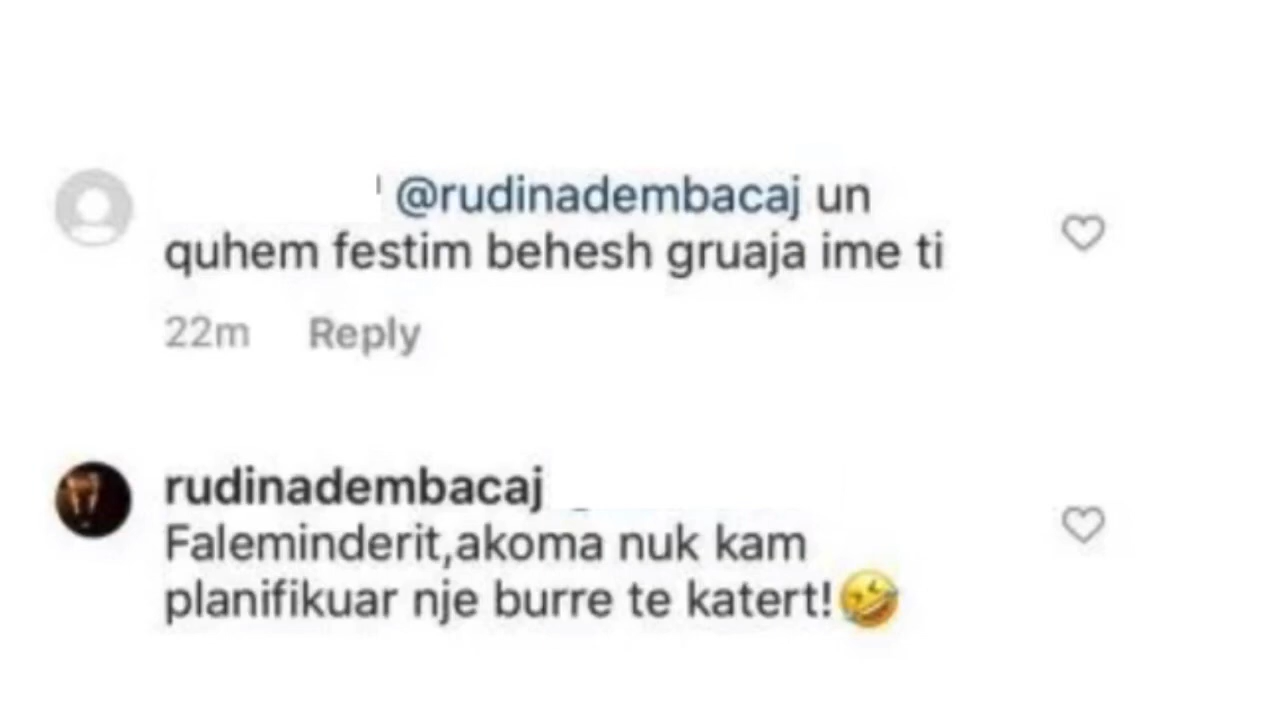 @rudinadembacaj un
quhem festim behesh gruaja ime ti
22m Reply
rudinadembacaj
Faleminderit,akoma nuk kam
planifikuar nje burre te katert!🤣